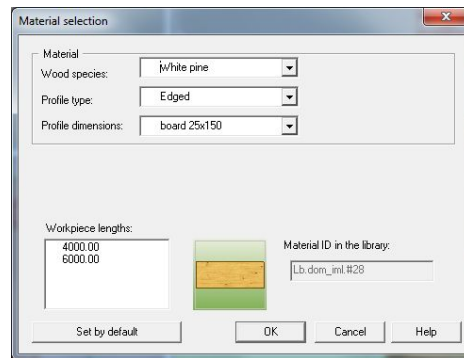 Material selection
Material
Wood species: White pine
Profile type: Edged
Profile dimensions: board 25x150
Workpiece lengths:
4000.00
6000.00
Material ID in the library:
Lb.dom_iml.#28
Set by default OK Cancel Help